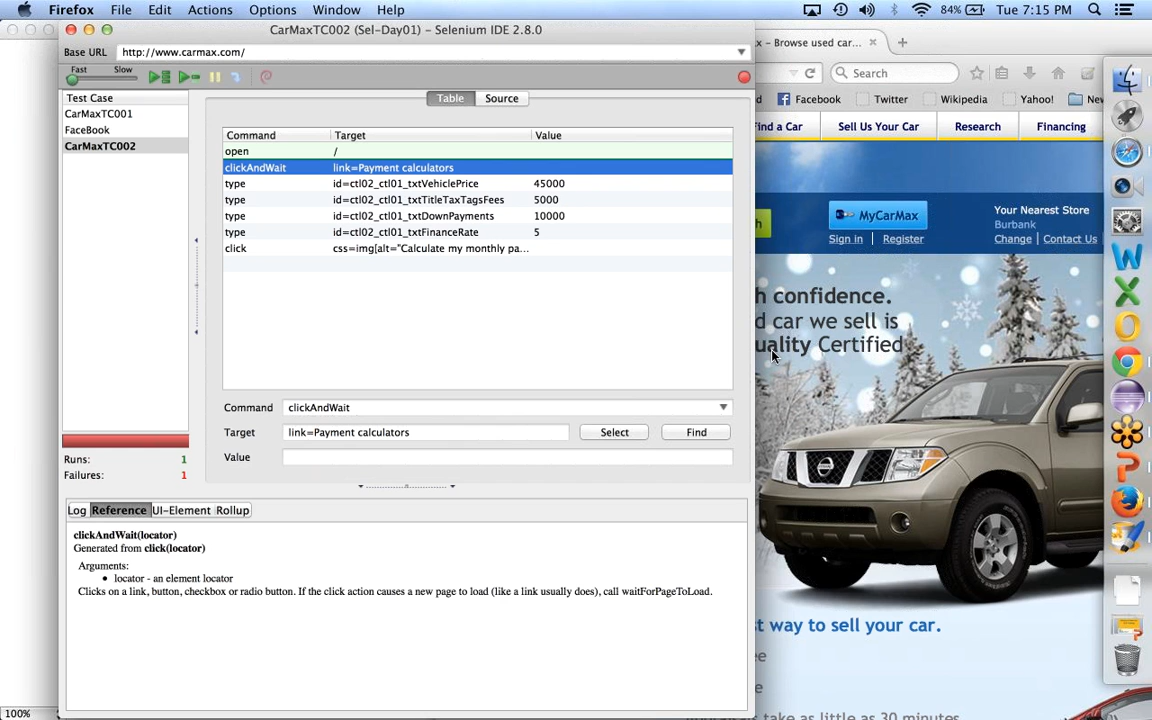 Firefox File Edit Actions Options Window Help 84% Tue 7:15 PM
CarMaxTC002 (Sel-Day01) – Selenium IDE 2.8.0
x – Browse used car...
Base URL http://www.carmax.com/
Fast Slow
Search
Test Case
Table Source
CarMaxTC001
FaceBook
CarMaxTC002
Facebook Twitter Wikipedia Yahoo!
Command Target Value
Find a Car Sell Us Your Car Research Financing
open /
clickAndWait link=Payment calculators
type id=ctl02_ctl01_txtVehiclePrice 45000
type id=ctl02_ctl01_txtTitleTaxTagsFees 5000
type id=ctl02_ctl01_txtDownPayments 10000
type id=ctl02_ctl01_txtFinanceRate 5
click css=img[alt="Calculate my monthly pa...
MyCarMax
Sign in | Register
Your Nearest Store
Burbank
Change | Contact Us
h confidence.
d car we sell is
uality Certified
Command clickAndWait
Target link=Payment calculators Select Find
Value
Runs: 1
Failures: 1
Log Reference UI-Element Rollup
clickAndWait(locator)
Generated from click(locator)
Arguments:
• locator - an element locator
Clicks on a link, button, checkbox or radio button. If the click action causes a new page to load (like a link usually does), call waitForPageToLoad.
t way to sell your car.
ee
e
take as little as 30 minutes
100%